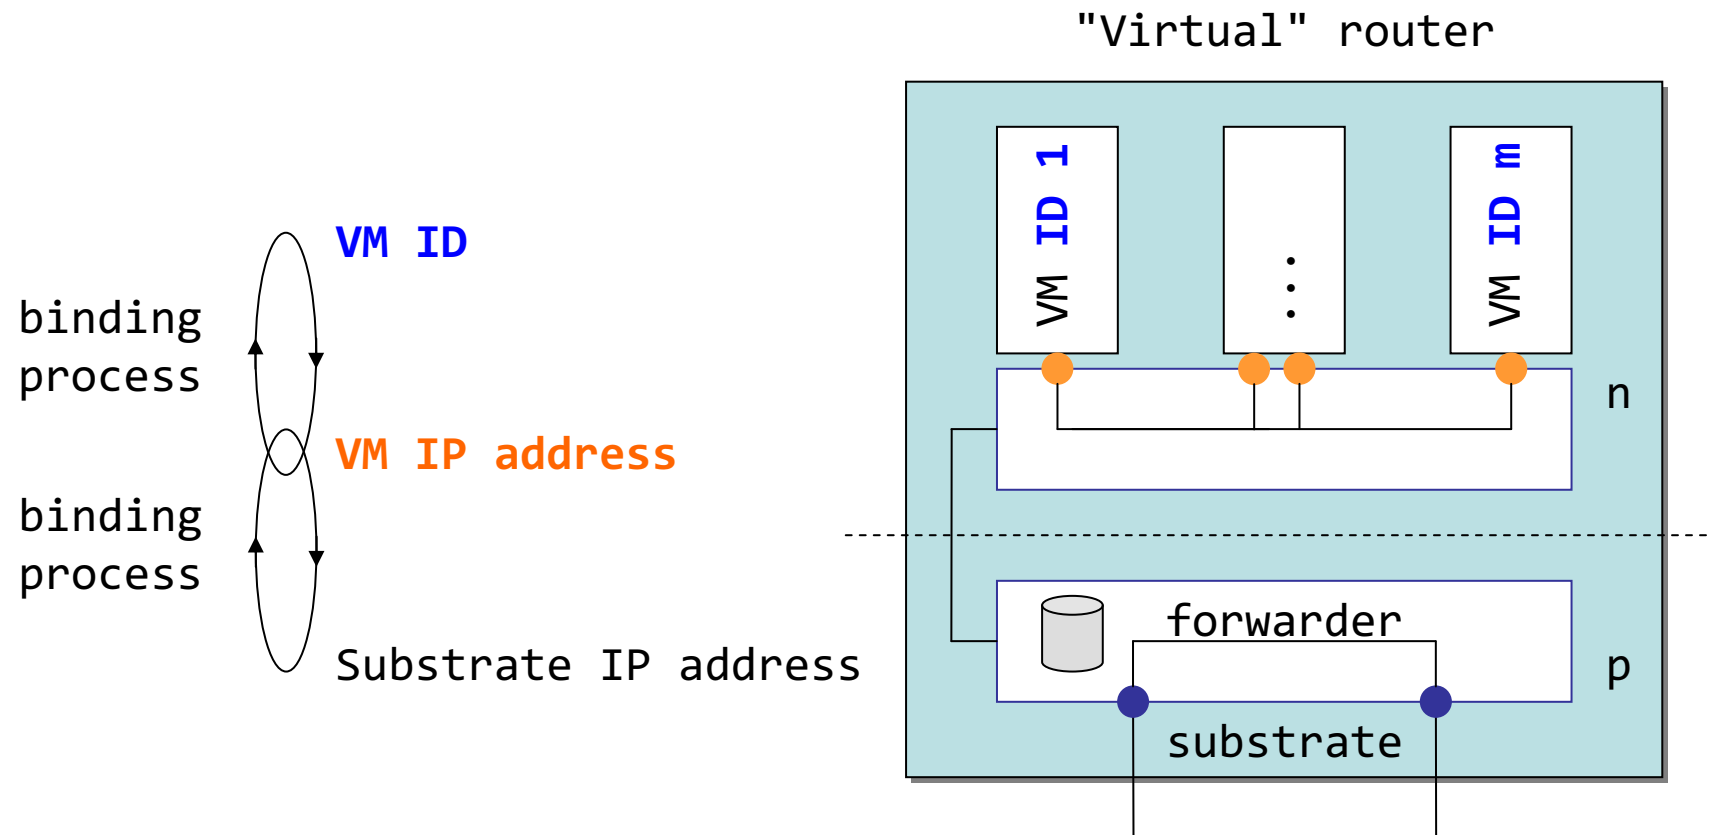 "Virtual" router
VM ID 1
...
VM ID m
VM ID
binding
process
n
VM IP address
binding
process
forwarder
Substrate IP address
p
substrate